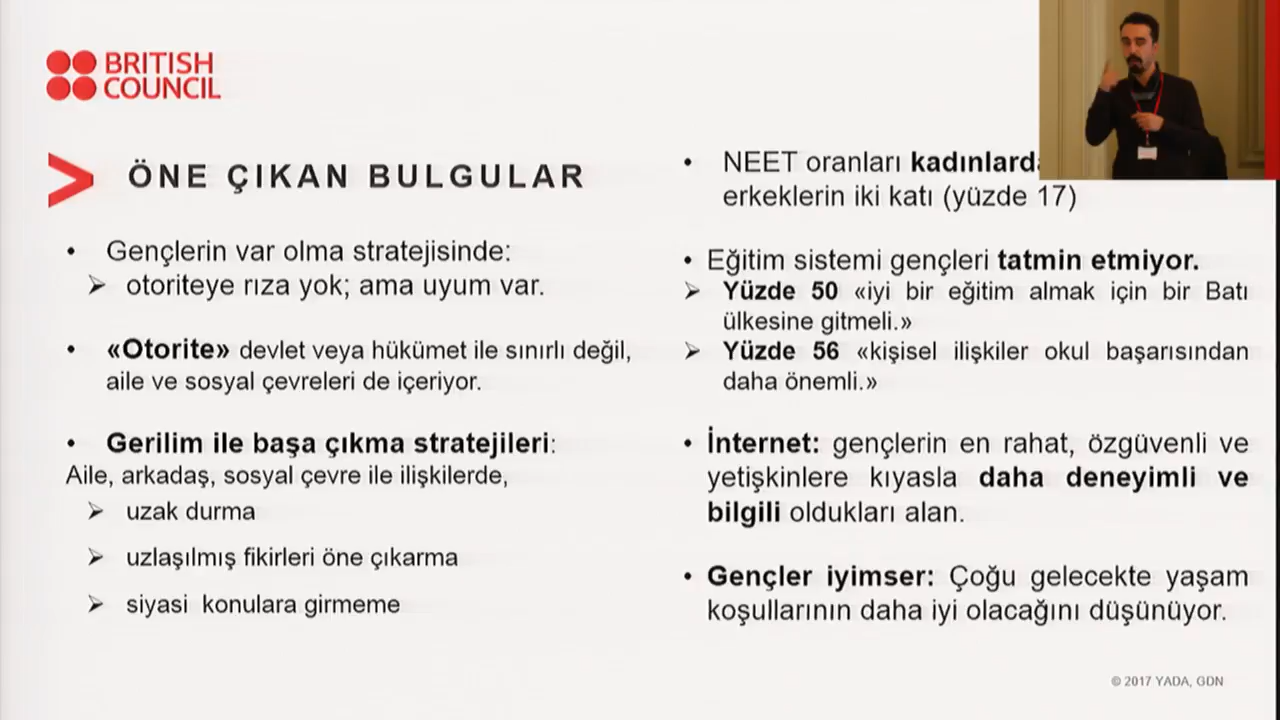 BRITISH
COUNCIL
ÖNE ÇIKAN BULGULAR
• Gençlerin var olma stratejisinde:
➢ otoriteye rıza yok; ama uyum var.
• «Otorite» devlet veya hükümet ile sınırlı değil,
aile ve sosyal çevreleri de içeriyor.
• Gerilim ile başa çıkma stratejileri:
Aile, arkadaş, sosyal çevre ile ilişkilerde,
➢ uzak durma
➢ uzlaşılmış fikirleri öne çıkarma
➢ siyasi konulara girmeme
• NEET oranları
erkeklerin iki katı (yüzde 17)
• Eğitim sistemi gençleri tatmin etmiyor.
➢ Yüzde 50 «iyi bir eğitim almak için bir Batı
ülkesine gitmeli.»
➢ Yüzde 56 «kişisel ilişkiler okul başarısından
daha önemli.»
• İnternet: gençlerin en rahat, özgüvenli ve
yetişkinlere kıyasla daha deneyimli ve
bilgili oldukları alan.
• Gençler iyimser: Çoğu gelecekte yaşam
koşullarının daha iyi olacağını düşünüyor.
© 2017 YADA, GDN